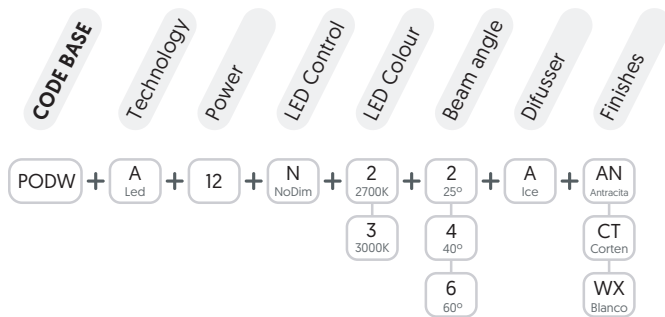 CODE BASE
Technology
Power
LED Control
LED Colour
Beam angle
Difusser
Finishes
PODW + A + 12 + N + 2 + 2 + A + AN
Led NoDim 2700K 25º Ice Antracita
3 4 CT
3000K 40º Corten
6 WX
60º Blanco